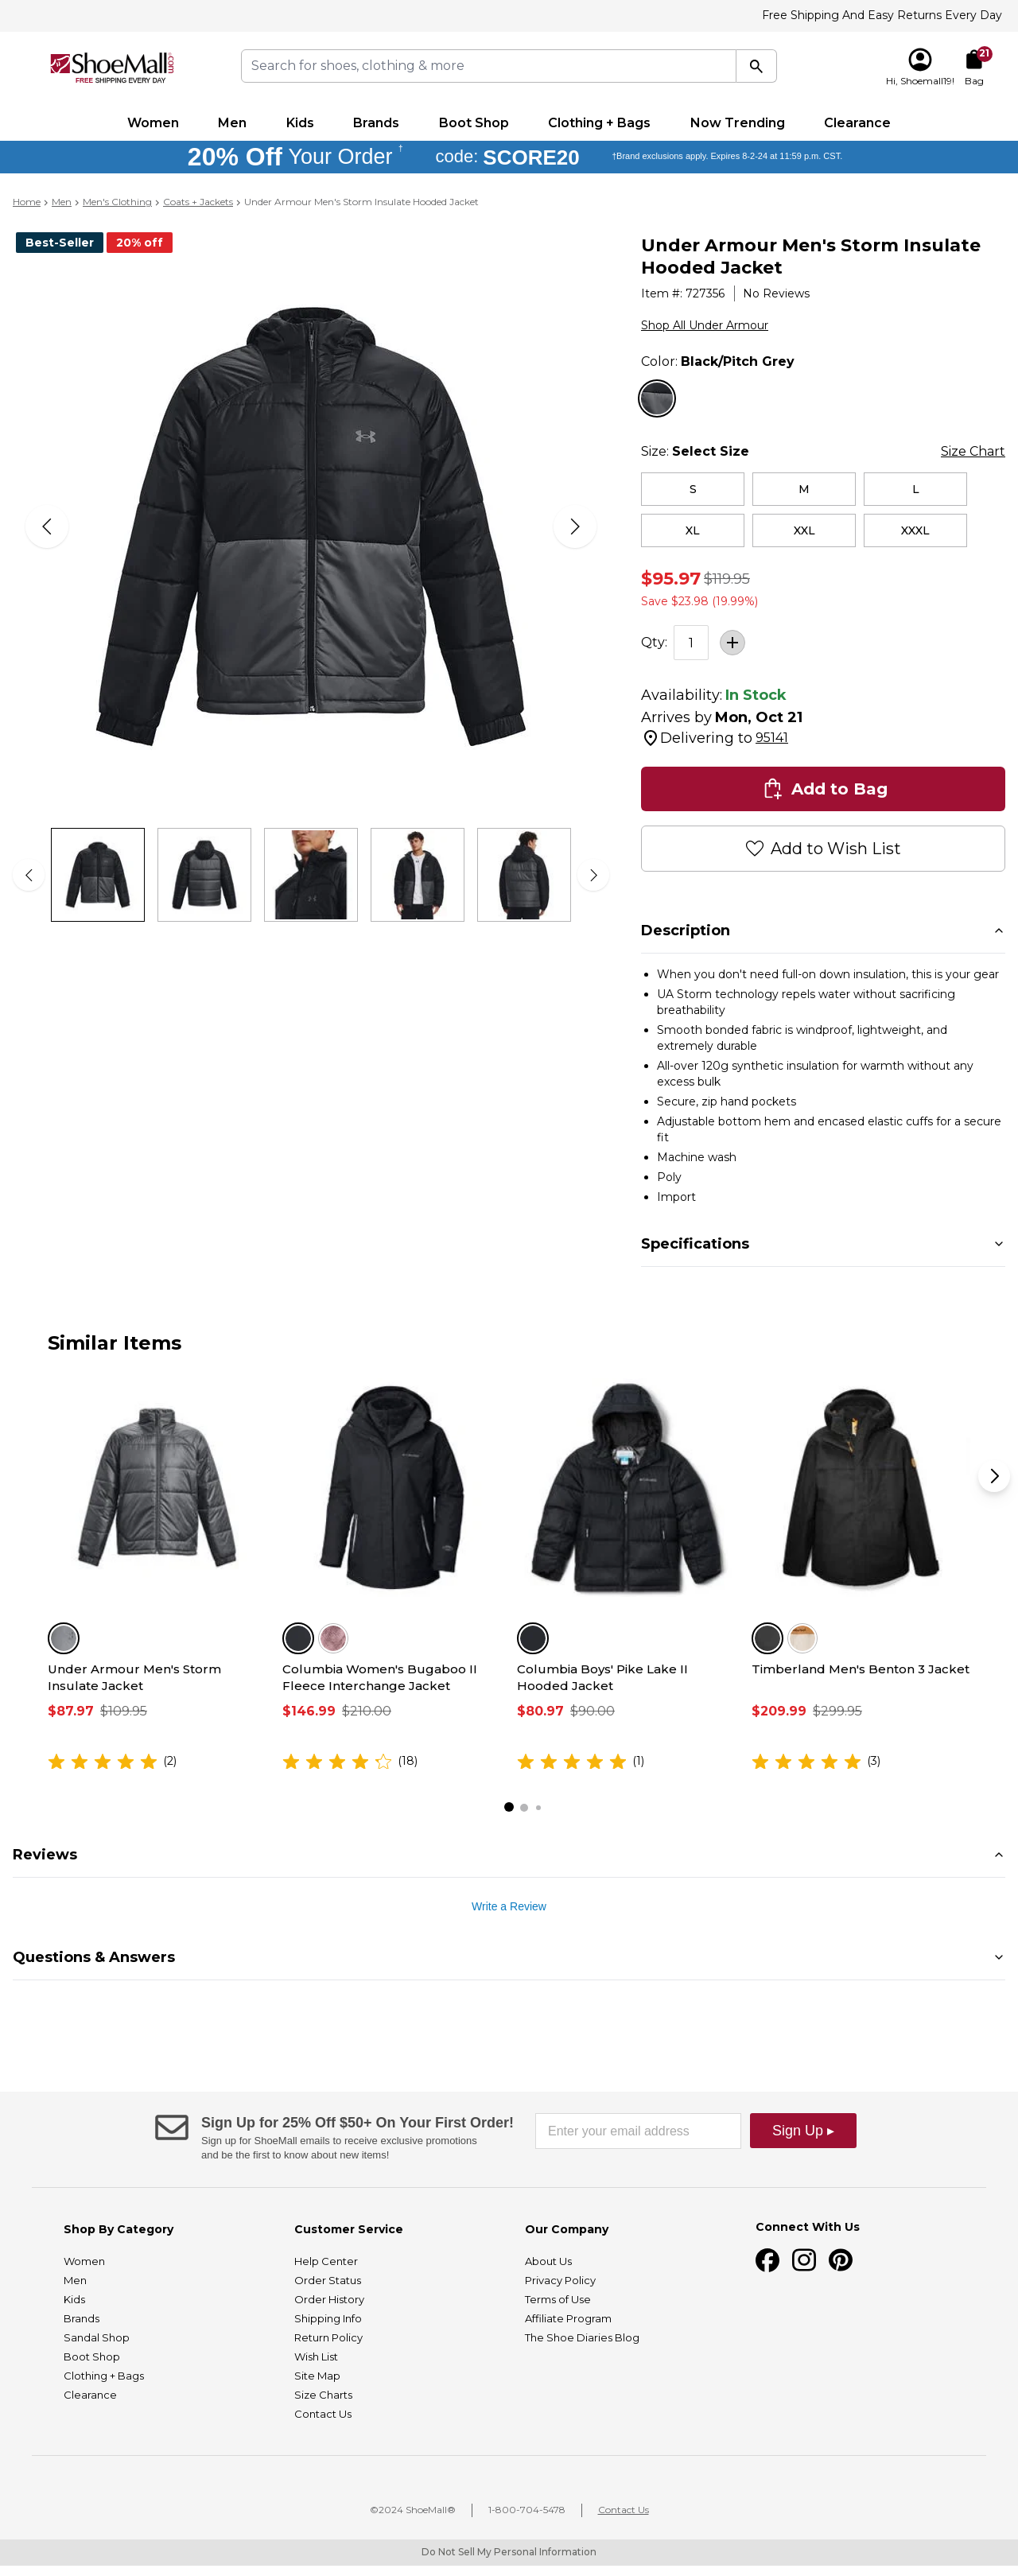 Free Shipping And Easy Returns Every Day
ShoeMall.com
FREE SHIPPING EVERY DAY
Search for shoes, clothing & more
21
Hi, Shoemall19!
Bag
Women
Men
Kids
Brands
Boot Shop
Clothing + Bags
Now Trending
Clearance
20% Off Your Order † code: SCORE20 †Brand exclusions apply. Expires 8-2-24 at 11:59 p.m. CST.
Home > Men > Men's Clothing > Coats + Jackets > Under Armour Men's Storm Insulate Hooded Jacket
Best-Seller
20% off
Under Armour Men's Storm Insulate
Hooded Jacket
Item #: 727356
No Reviews
Shop All Under Armour
Color: Black/Pitch Grey
Size: Select Size
Size Chart
S
M
L
XL
XXL
XXXL
$95.97 $119.95
Save $23.98 (19.99%)
Qty:
1
Availability: In Stock
Arrives by Mon, Oct 21
Delivering to 95141
Add to Bag
Add to Wish List
Description
• When you don't need full-on down insulation, this is your gear
• UA Storm technology repels water without sacrificing
breathability
• Smooth bonded fabric is windproof, lightweight, and
extremely durable
• All-over 120g synthetic insulation for warmth without any
excess bulk
• Secure, zip hand pockets
• Adjustable bottom hem and encased elastic cuffs for a secure
fit
• Machine wash
• Poly
• Import
Specifications
Similar Items
Under Armour Men's Storm
Insulate Jacket
$87.97 $109.95
(2)
Columbia Women's Bugaboo II
Fleece Interchange Jacket
$146.99 $210.00
(18)
Columbia Boys' Pike Lake II
Hooded Jacket
$80.97 $90.00
(1)
Timberland Men's Benton 3 Jacket
$209.99 $299.95
(3)
Reviews
Write a Review
Questions & Answers
Sign Up for 25% Off $50+ On Your First Order!
Sign up for ShoeMall emails to receive exclusive promotions
and be the first to know about new items!
Enter your email address
Sign Up ▸
Shop By Category
Women
Men
Kids
Brands
Sandal Shop
Boot Shop
Clothing + Bags
Clearance
Customer Service
Help Center
Order Status
Order History
Shipping Info
Return Policy
Wish List
Site Map
Size Charts
Contact Us
Our Company
About Us
Privacy Policy
Terms of Use
Affiliate Program
The Shoe Diaries Blog
Connect With Us
©2024 ShoeMall®
1-800-704-5478
Contact Us
Do Not Sell My Personal Information